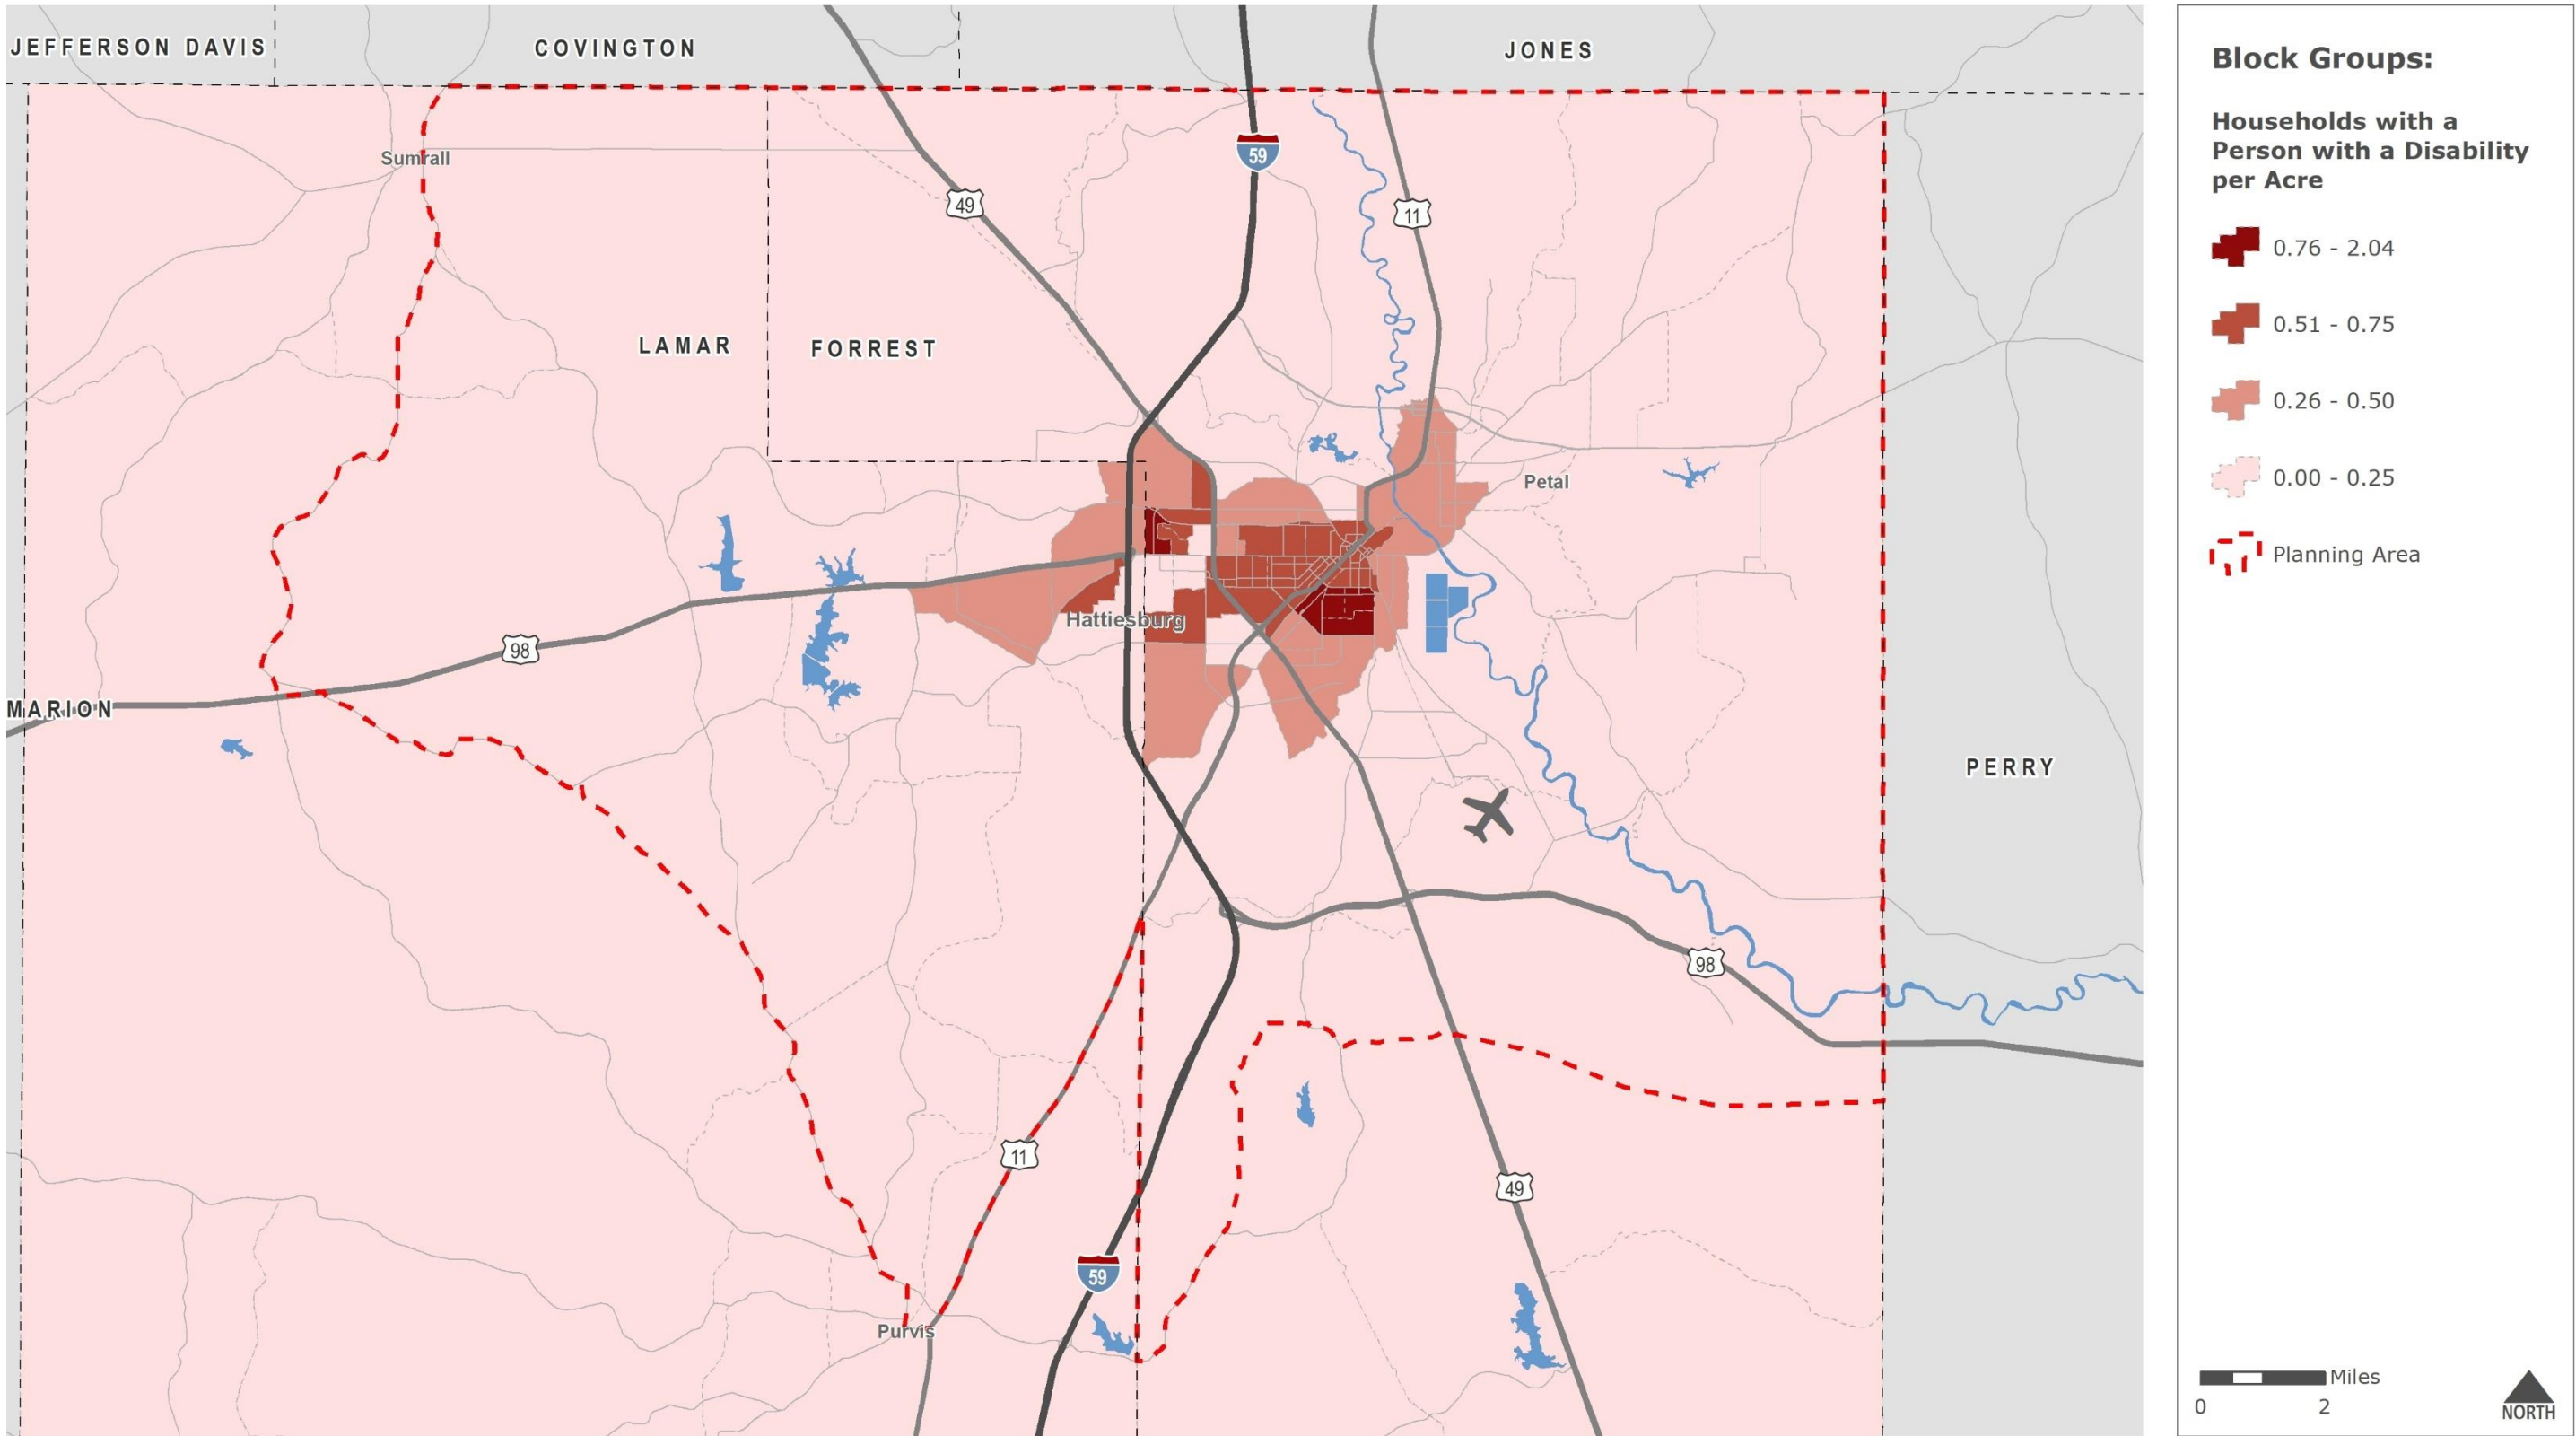 JEFFERSON DAVIS
COVINGTON
JONES
Sumrall
59
49
11
LAMAR
FORREST
Petal
Hattiesburg
98
MARION
PERRY
98
11
49
59
Purvis
Block Groups:
Households with a
Person with a Disability
per Acre
0.76 - 2.04
0.51 - 0.75
0.26 - 0.50
0.00 - 0.25
Planning Area
Miles
0 2
NORTH